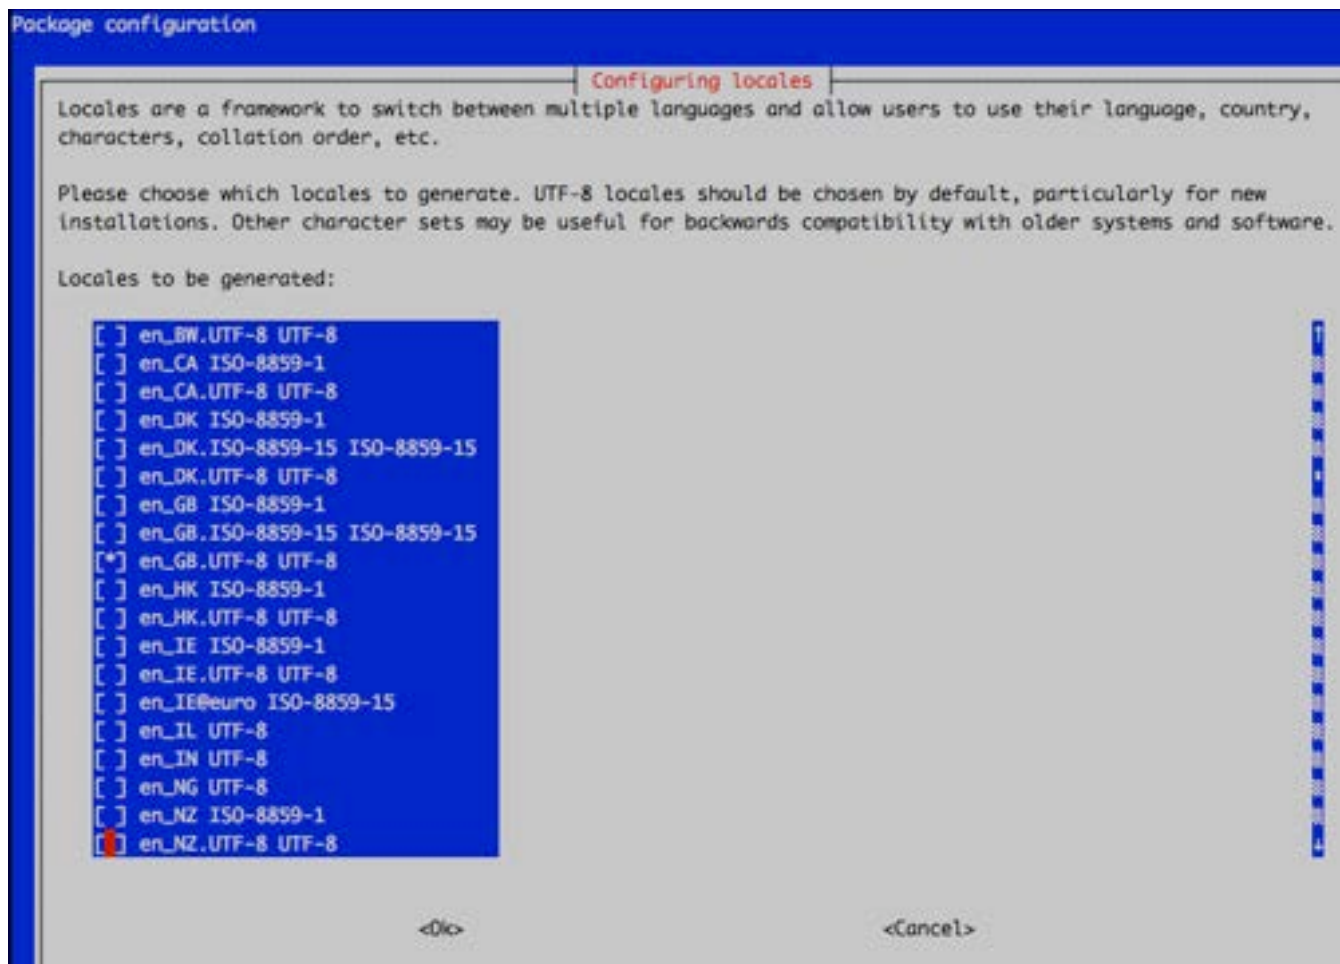 Package configuration
Configuring locales
Locales are a framework to switch between multiple languages and allow users to use their language, country,
characters, collation order, etc.
Please choose which locales to generate. UTF-8 locales should be chosen by default, particularly for new
installations. Other character sets may be useful for backwards compatibility with older systems and software.
Locales to be generated:
[ ] en_BW.UTF-8 UTF-8
[ ] en_CA ISO-8859-1
[ ] en_CA.UTF-8 UTF-8
[ ] en_DK ISO-8859-1
[ ] en_DK.ISO-8859-15 ISO-8859-15
[ ] en_DK.UTF-8 UTF-8
[ ] en_GB ISO-8859-1
[ ] en_GB.ISO-8859-15 ISO-8859-15
[*] en_GB.UTF-8 UTF-8
[ ] en_HK ISO-8859-1
[ ] en_HK.UTF-8 UTF-8
[ ] en_IE ISO-8859-1
[ ] en_IE.UTF-8 UTF-8
[ ] en_IE@euro ISO-8859-15
[ ] en_IL UTF-8
[ ] en_IN UTF-8
[ ] en_NG UTF-8
[ ] en_NZ ISO-8859-1
[ ] en_NZ.UTF-8 UTF-8
<Ok> <Cancel>